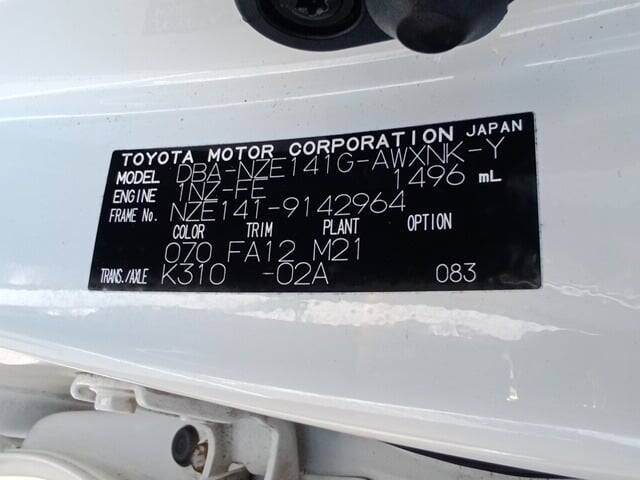 TOYOTA MOTOR CORPORATION JAPAN
MODEL DBA-NZE141G-AWXNK-Y
ENGINE 1NZ-FE 1496 mL
FRAME No. NZE141-9142964
COLOR TRIM PLANT OPTION
070 FA12 M21
TRANS./AXLE K310 -02A 083